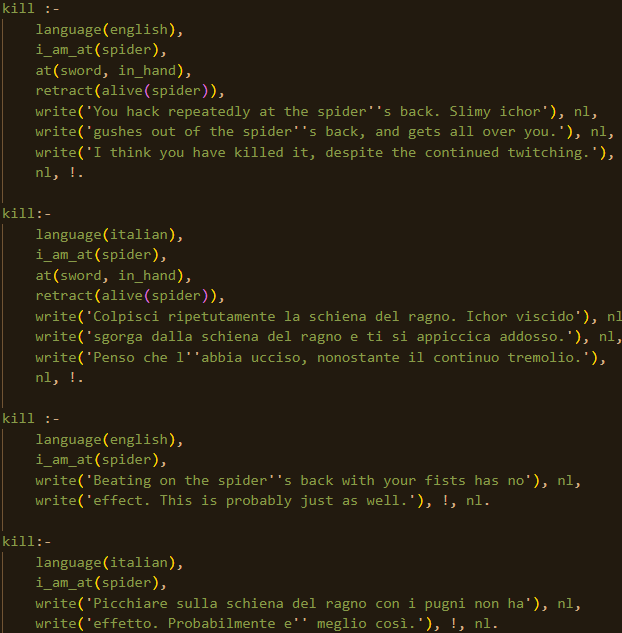 kill :-
language(english),
i_am_at(spider),
at(sword, in_hand),
retract(alive(spider)),
write('You hack repeatedly at the spider''s back. Slimy ichor'), nl,
write('gushes out of the spider''s back, and gets all over you.'), nl,
write('I think you have killed it, despite the continued twitching.'),
nl, !.
kill:-
language(italian),
i_am_at(spider),
at(sword, in_hand),
retract(alive(spider)),
write('Colpisci ripetutamente la schiena del ragno. Ichor viscido'), nl
write('sgorga dalla schiena del ragno e ti si appiccica addosso.'), nl,
write('Penso che l''abbia ucciso, nonostante il continuo tremolio.'),
nl, !.
kill :-
language(english),
i_am_at(spider),
write('Beating on the spider''s back with your fists has no'), nl,
write('effect. This is probably just as well.'), !, nl.
kill:-
language(italian),
i_am_at(spider),
write('Picchiare sulla schiena del ragno con i pugni non ha'), nl,
write('effetto. Probabilmente e'' meglio così.'), !, nl.